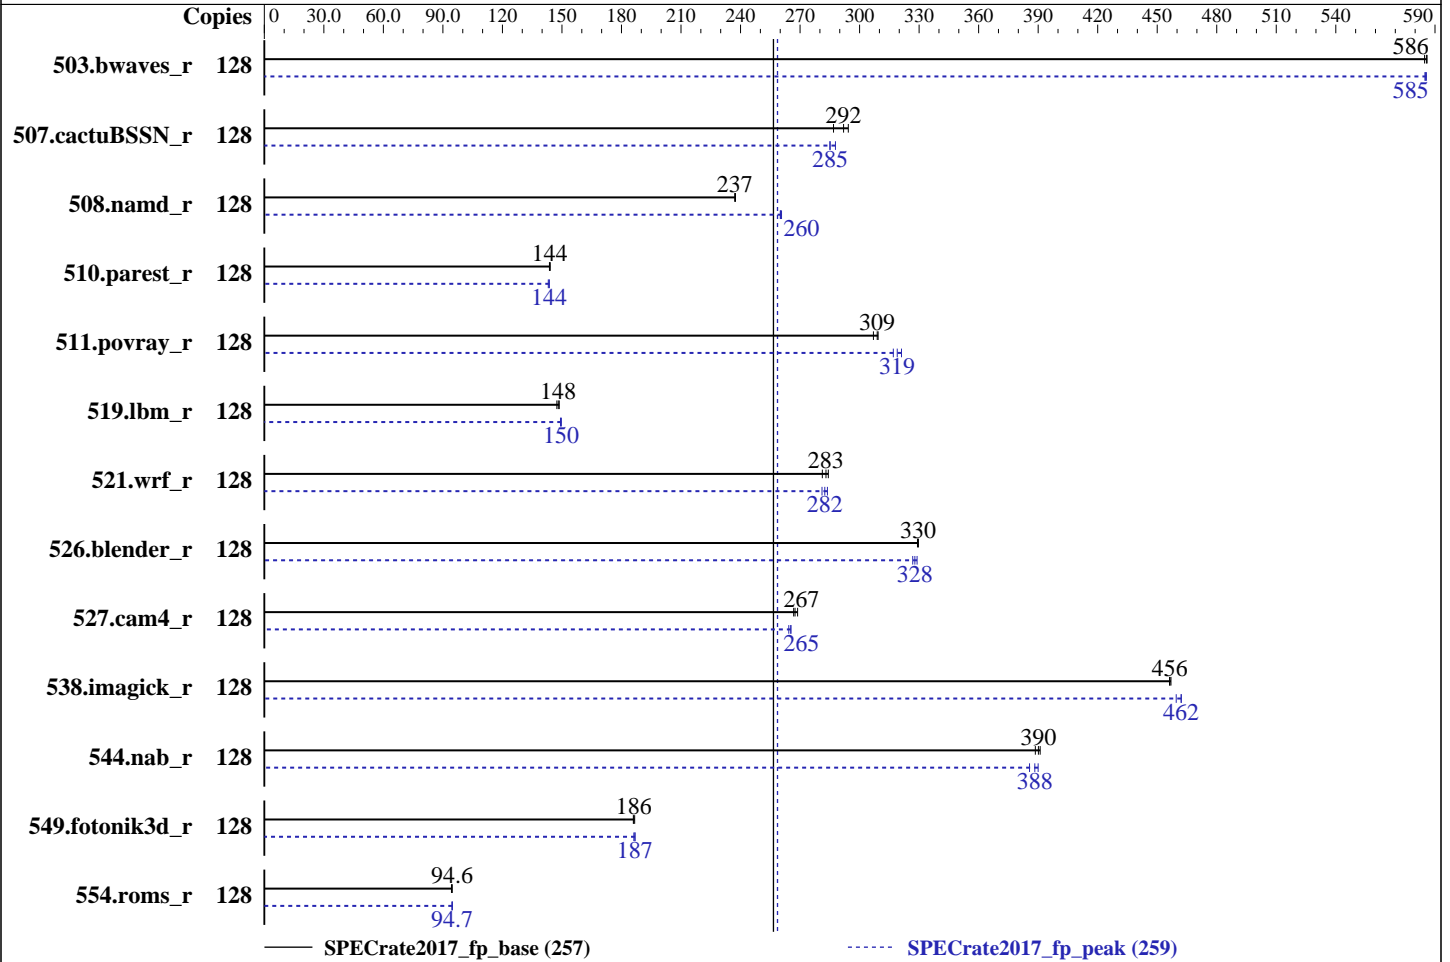 Copies 0 30.0 60.0 90.0 120 150 180 210 240 270 300 330 360 390 420 450 480 510 540 590
586
503.bwaves_r 128
585
292
507.cactuBSSN_r 128
285
237
508.namd_r 128
260
144
510.parest_r 128
144
309
511.povray_r 128
319
148
519.lbm_r 128
150
283
521.wrf_r 128
282
330
526.blender_r 128
328
267
527.cam4_r 128
265
456
538.imagick_r 128
462
390
544.nab_r 128
388
186
549.fotonik3d_r 128
187
94.6
554.roms_r 128
94.7
SPECrate2017_fp_base (257) SPECrate2017_fp_peak (259)